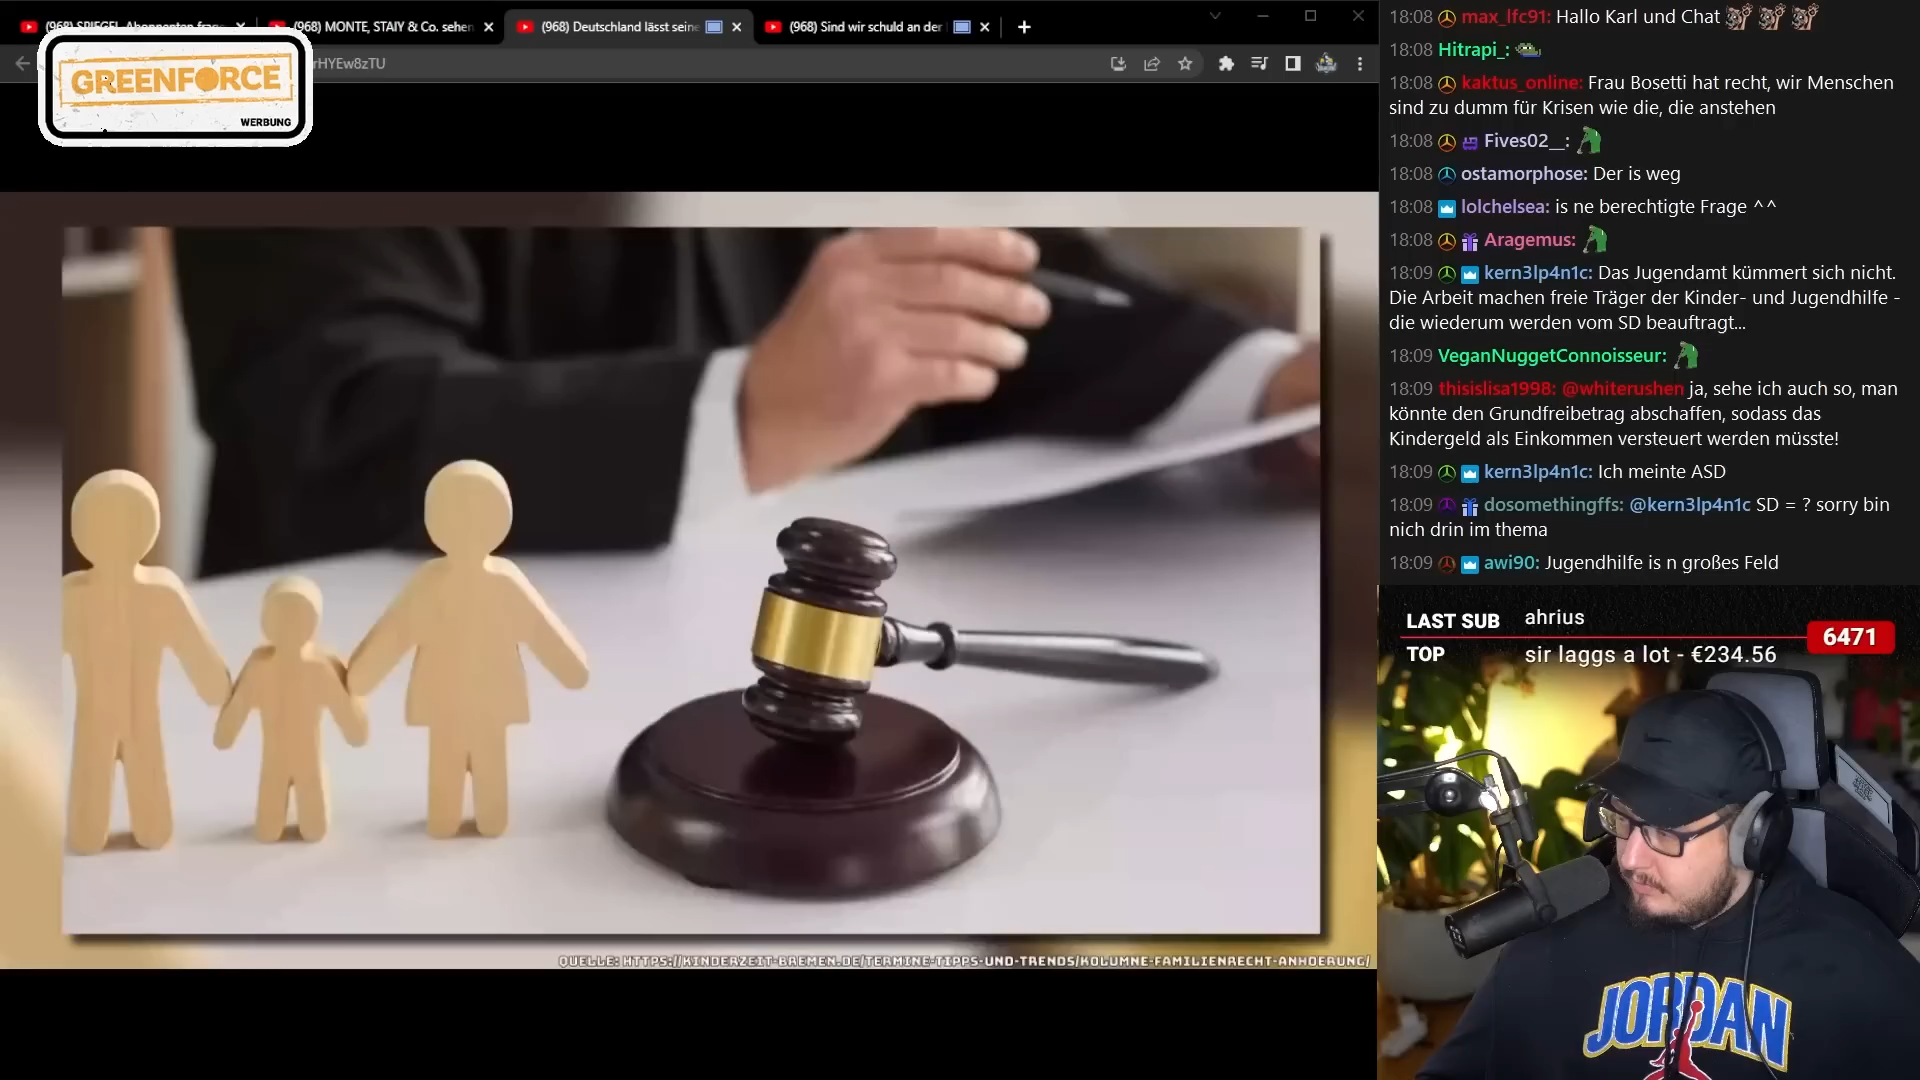 (968) SPIEGEL-Abonnenten frag
(968) MONTE, STAIY & Co. sehen
(968) Deutschland lässt seine
(968) Sind wir schuld an der
rHYEw8zTU
GREENFORCE
WERBUNG
QUELLE: HTTPS://KINDERZEIT-BREMEN.DE/TERMINE-TIPPS-UND-TRENDS/KOLUMNE-FAMILIENRECHT-ANHOERUNG/
18:08 max_lfc91: Hallo Karl und Chat
18:08 Hitrapi_:
18:08 kaktus_online: Frau Bosetti hat recht, wir Menschen
sind zu dumm für Krisen wie die, die anstehen
18:08 Fives02__:
18:08 ostamorphose: Der is weg
18:08 lolchelsea: is ne berechtigte Frage ^^
18:08 Aragemus:
18:09 kern3lp4n1c: Das Jugendamt kümmert sich nicht.
Die Arbeit machen freie Träger der Kinder- und Jugendhilfe -
die wiederum werden vom SD beauftragt...
18:09 VeganNuggetConnoisseur:
18:09 thisislisa1998: @whiterushen ja, sehe ich auch so, man
könnte den Grundfreibetrag abschaffen, sodass das
Kindergeld als Einkommen versteuert werden müsste!
18:09 kern3lp4n1c: Ich meinte ASD
18:09 dosomethingffs: @kern3lp4n1c SD = ? sorry bin
nich drin im thema
18:09 awi90: Jugendhilfe is n großes Feld
LAST SUB ahrius
6471
TOP sir laggs a lot - €234.56
JORDAN